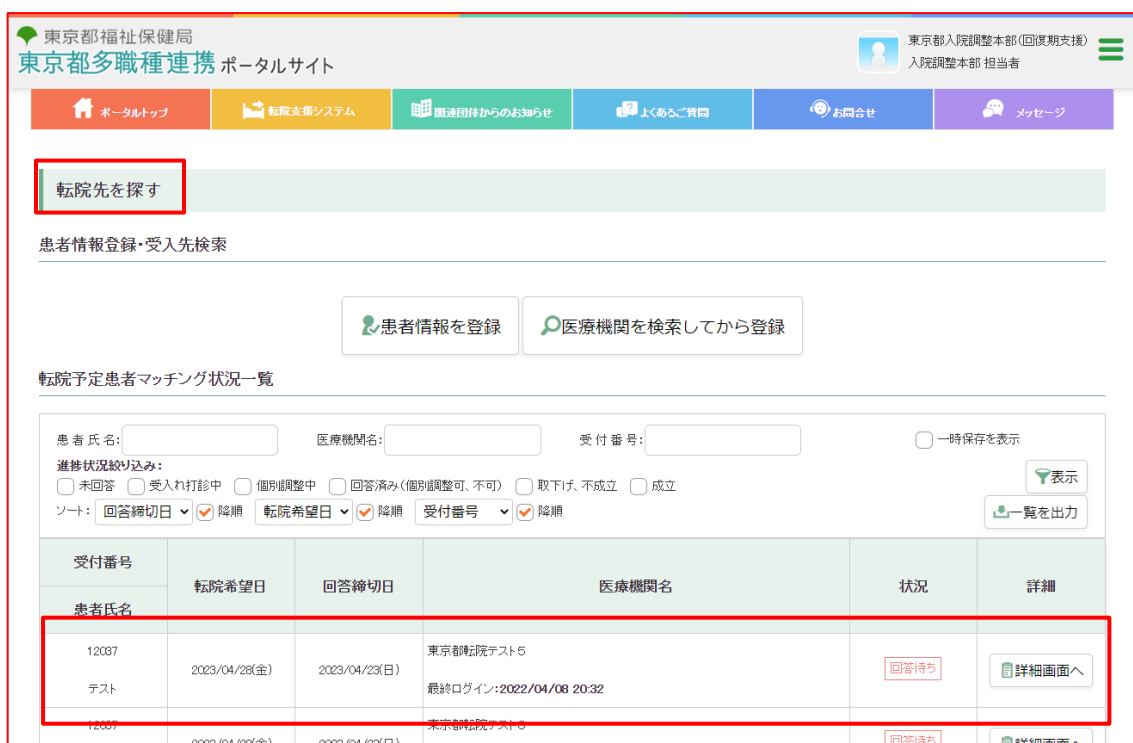 東京都福祉保健局
東京都多職種連携 ポータルサイト
東京都入院調整本部(回復期支援)
入院調整本部 担当者
ポータルトップ
転院支援システム
関連団体からのお知らせ
よくあるご質問
お問合せ
メッセージ
転院先を探す
患者情報登録・受入先検索
患者情報を登録
医療機関を検索してから登録
転院予定患者マッチング状況一覧
患者氏名: 医療機関名: 受付番号: 一時保存を表示
進捗状況絞り込み:
未回答 受入れ打診中 個別調整中 回答済み(個別調整可、不可) 取下げ、不成立 成立
表示
ソート: 回答締切日 降順 転院希望日 降順 受付番号 降順
一覧を出力
受付番号
患者氏名
転院希望日 回答締切日 医療機関名 状況 詳細
12087
テスト
2023/04/28(金) 2023/04/23(日)
東京都転院テスト5
最終ログイン:2022/04/08 20:32
回答待ち
詳細画面へ